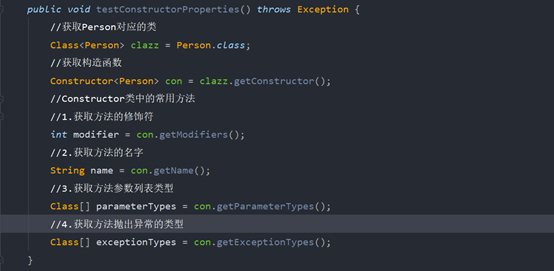 public void testConstructorProperties() throws Exception {
//获取Person对应的类
Class<Person> clazz = Person.class;
//获取构造函数
Constructor<Person> con = clazz.getConstructor();
//Constructor类中的常用方法
//1.获取方法的修饰符
int modifier = con.getModifiers();
//2.获取方法的名字
String name = con.getName();
//3.获取方法参数列表类型
Class[] parameterTypes = con.getParameterTypes();
//4.获取方法抛出异常的类型
Class[] exceptionTypes = con.getExceptionTypes();
}